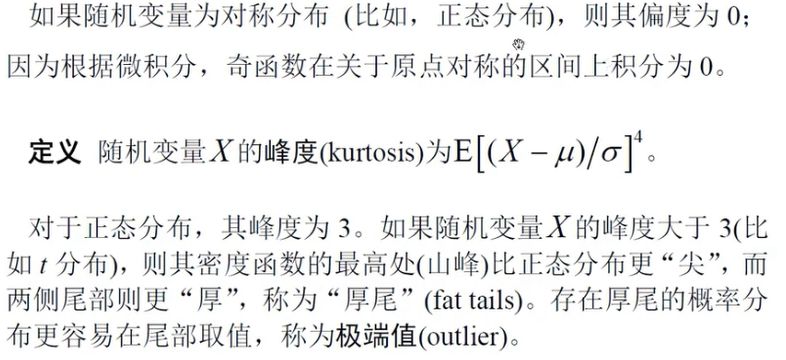 如果随机变量为对称分布 (比如，正态分布)，则其偏度为 0；
因为根据微积分，奇函数在关于原点对称的区间上积分为 0。
定义 随机变量X的峰度(kurtosis)为E[(X − μ)/σ]⁴。
对于正态分布，其峰度为 3。如果随机变量X的峰度大于 3(比
如 t 分布)，则其密度函数的最高处(山峰)比正态分布更“尖”，而
两侧尾部则更“厚”，称为“厚尾” (fat tails)。存在厚尾的概率分
布更容易在尾部取值，称为极端值(outlier)。